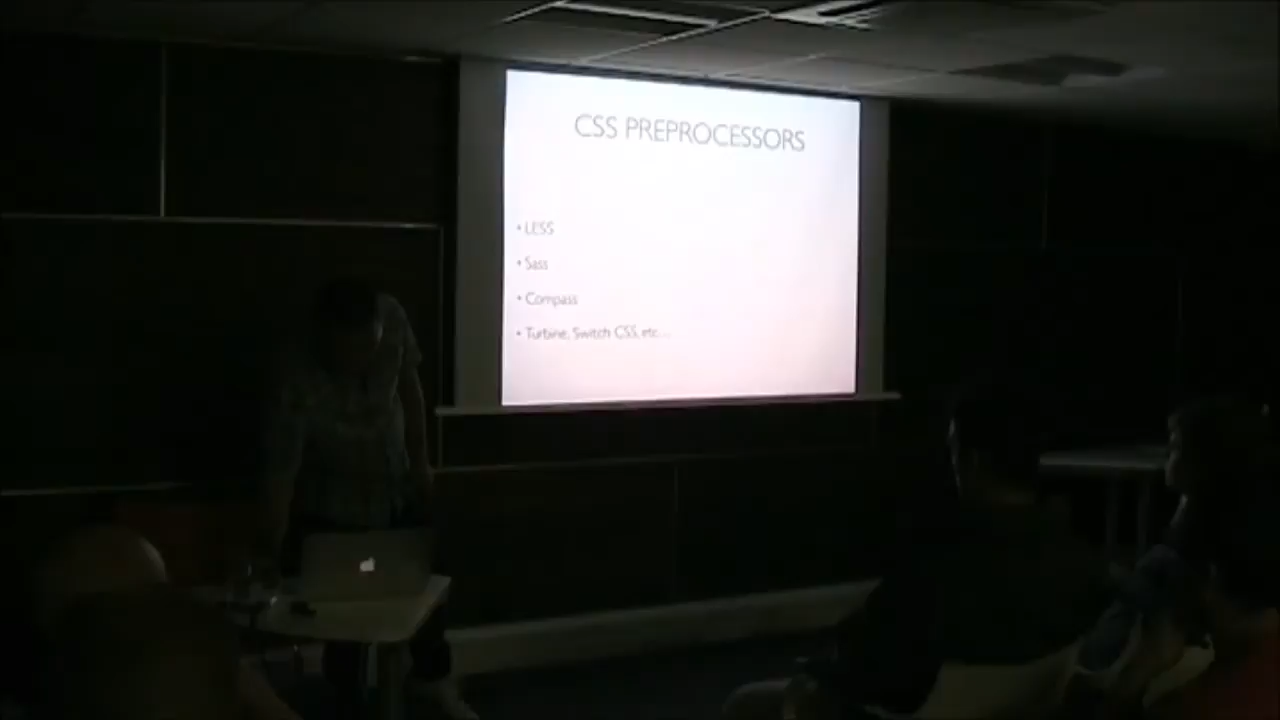 CSS PREPROCESSORS
• LESS
• Sass
• Compass
• Turbine, Switch CSS, etc...